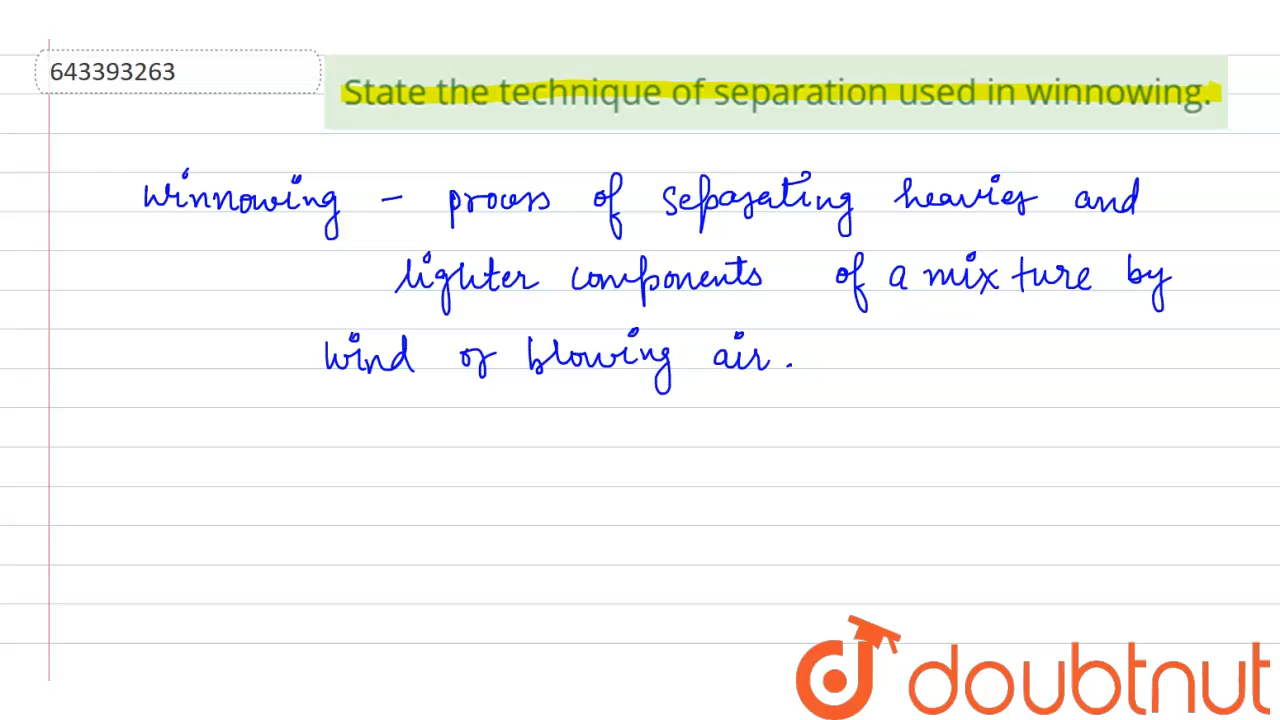 643393263
State the technique of separation used in winnowing.
Winnowing - process of separating heavier and
lighter components of a mixture by
wind or blowing air.
doubtnut